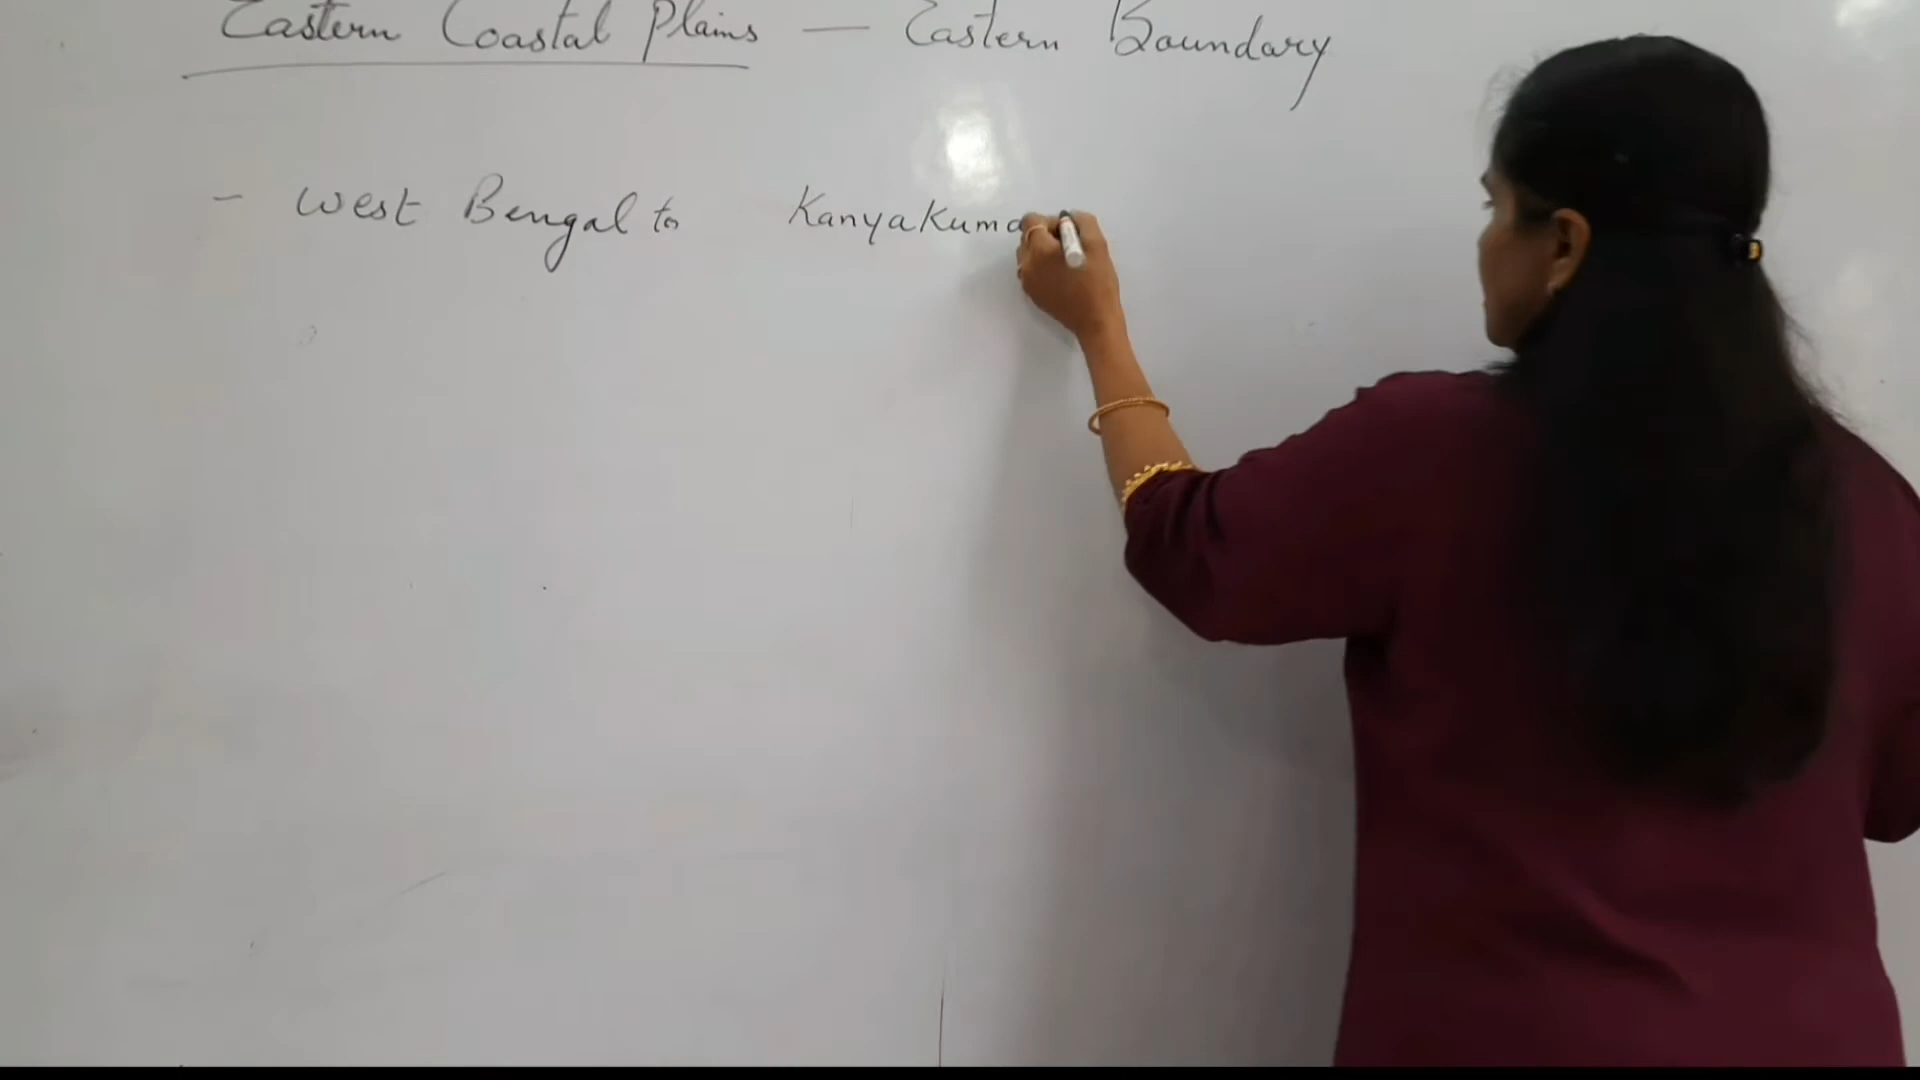 Eastern Coastal Plains — Eastern Boundary
- West Bengal to Kanyakuma